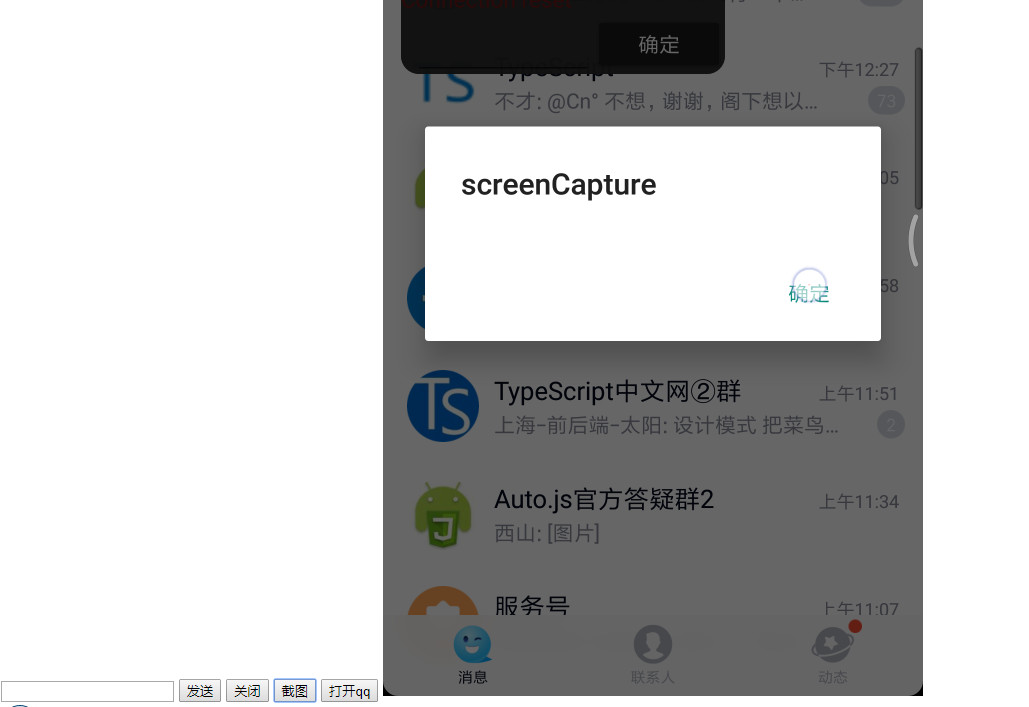 确定
TypeScript
下午12:27
不才: @Cn° 不想，谢谢，阁下想以...
73
screenCapture
05
58
确定
TypeScript中文网②群
上午11:51
上海-前后端-太阳: 设计模式 把菜鸟...
2
Auto.js官方答疑群2
上午11:34
西山: [图片]
服务号
上午11:07
消息
联系人
动态
发送
关闭
截图
打开qq